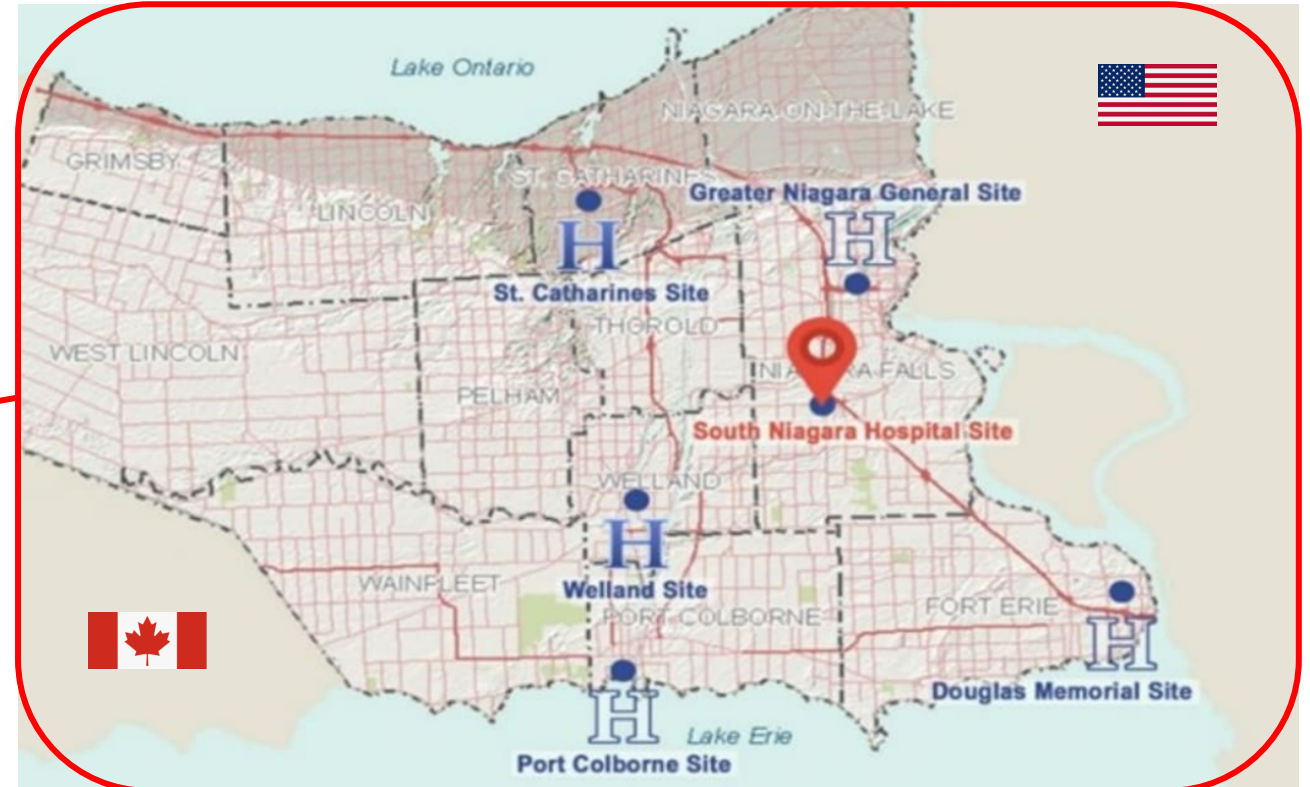 Lake Ontario
NIAGARA-ON-THE-LAKE
GRIMSBY
ST. CATHARINES
Greater Niagara General Site
LINCOLN
H
H
St. Catharines Site
THOROLD
WEST LINCOLN
NIAGARA FALLS
PELHAM
South Niagara Hospital Site
WELLAND
H
WAINFLEET
Welland Site
FORT ERIE
PORT COLBORNE
H
Douglas Memorial Site
H
Lake Erie
Port Colborne Site